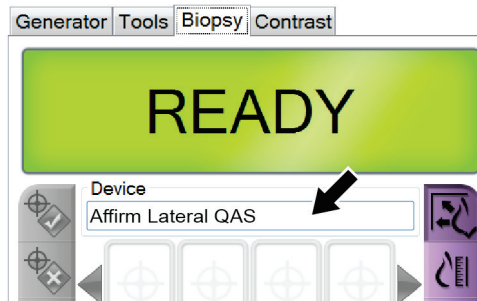 Generator Tools Biopsy Contrast
READY
Device
Affirm Lateral QAS